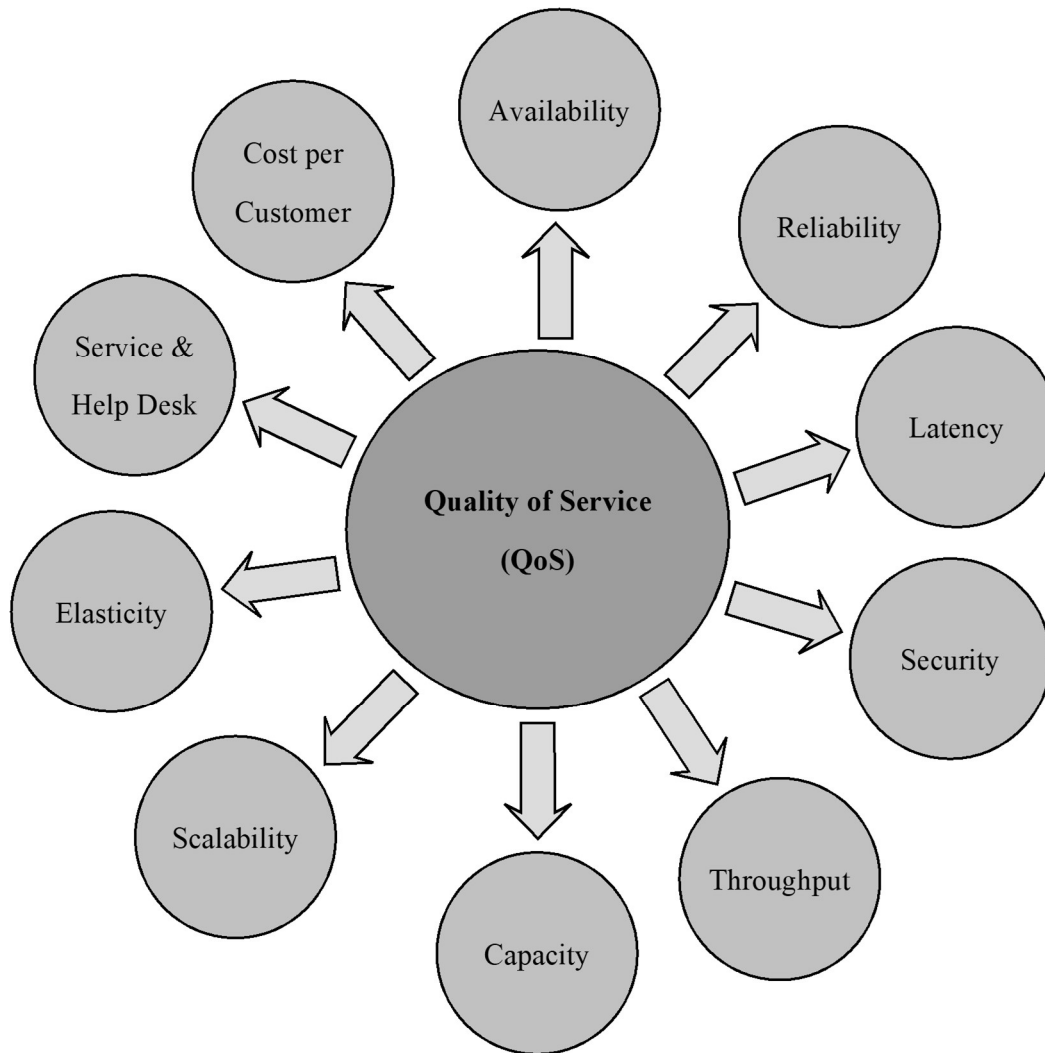 Availability
Cost per
Customer
Reliability
Service &
Help Desk
Latency
Quality of Service
(QoS)
Elasticity
Security
Scalability
Throughput
Capacity